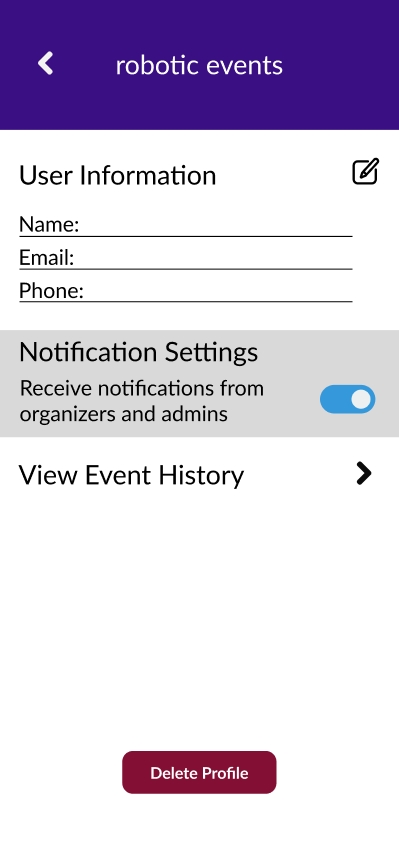 robotic events
User Information
Name:
Email:
Phone:
Notification Settings
Receive notifications from
organizers and admins
View Event History
Delete Profile